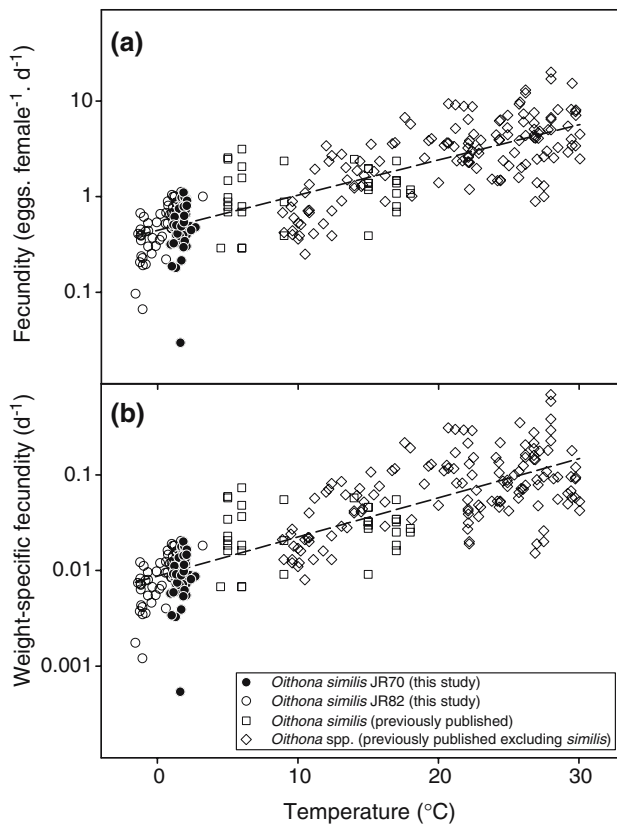 (a)
Fecundity (eggs. female⁻¹. d⁻¹)
10
1
0.1
(b)
Weight-specific fecundity (d⁻¹)
0.1
0.01
0.001
Oithona similis JR70 (this study)
Oithona similis JR82 (this study)
Oithona similis (previously published)
Oithona spp. (previously published excluding similis)
0 10 20 30
Temperature (°C)